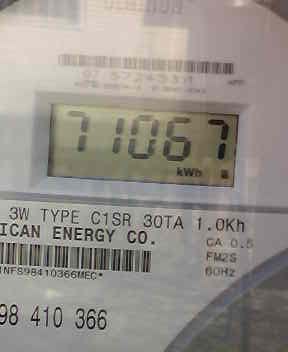 71067
kWh
3W TYPE C1SR 30TA 1.0Kh
ICAN ENERGY CO.
CA 0.5
FM2S
60Hz
INFS98410366MEC*
98 410 366